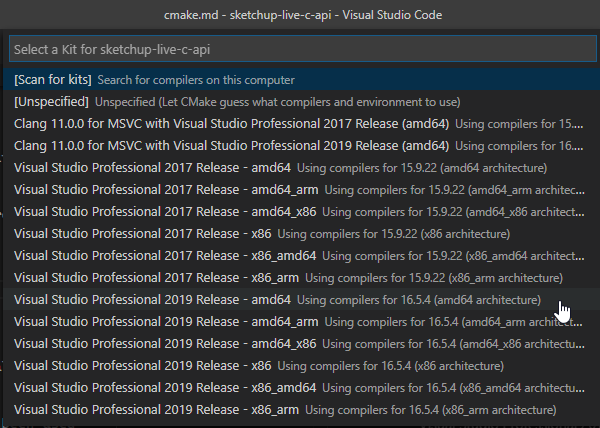 cmake.md - sketchup-live-c-api - Visual Studio Code
Select a Kit for sketchup-live-c-api
[Scan for kits] Search for compilers on this computer
[Unspecified] Unspecified (Let CMake guess what compilers and environment to use)
Clang 11.0.0 for MSVC with Visual Studio Professional 2017 Release (amd64) Using compilers for 15....
Clang 11.0.0 for MSVC with Visual Studio Professional 2019 Release (amd64) Using compilers for 16....
Visual Studio Professional 2017 Release - amd64 Using compilers for 15.9.22 (amd64 architecture)
Visual Studio Professional 2017 Release - amd64_arm Using compilers for 15.9.22 (amd64_arm architec...
Visual Studio Professional 2017 Release - amd64_x86 Using compilers for 15.9.22 (amd64_x86 architect...
Visual Studio Professional 2017 Release - x86 Using compilers for 15.9.22 (x86 architecture)
Visual Studio Professional 2017 Release - x86_amd64 Using compilers for 15.9.22 (x86_amd64 architect...
Visual Studio Professional 2017 Release - x86_arm Using compilers for 15.9.22 (x86_arm architecture)
Visual Studio Professional 2019 Release - amd64 Using compilers for 16.5.4 (amd64 architecture)
Visual Studio Professional 2019 Release - amd64_arm Using compilers for 16.5.4 (amd64_arm architect...
Visual Studio Professional 2019 Release - amd64_x86 Using compilers for 16.5.4 (amd64_x86 architectu...
Visual Studio Professional 2019 Release - x86 Using compilers for 16.5.4 (x86 architecture)
Visual Studio Professional 2019 Release - x86_amd64 Using compilers for 16.5.4 (x86_amd64 architectu...
Visual Studio Professional 2019 Release - x86_arm Using compilers for 16.5.4 (x86_arm architecture)